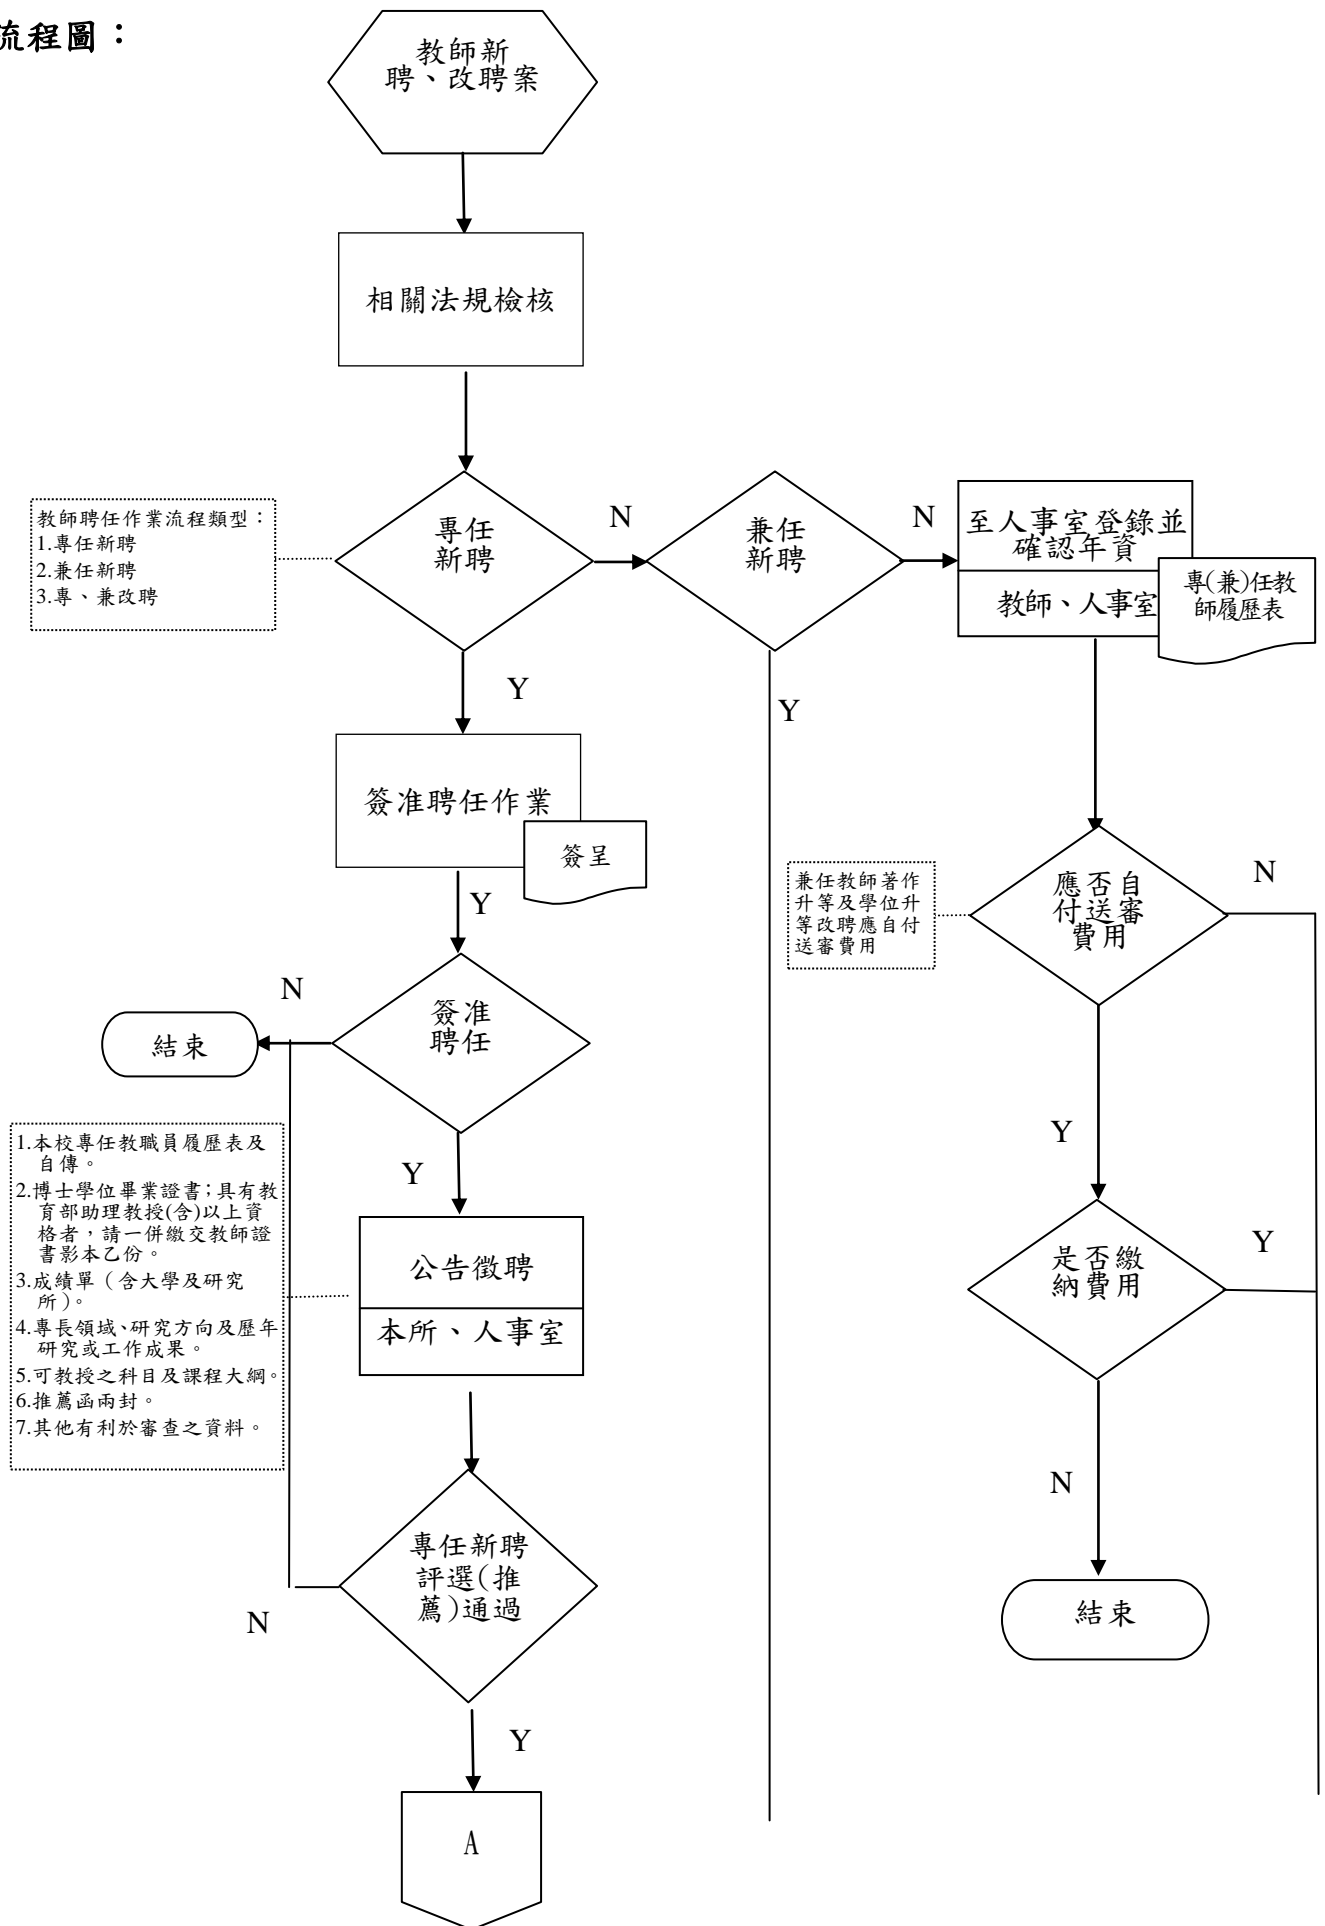 流程圖：
教師新
聘、改聘案
相關法規檢核
教師聘任作業流程類型：
1.專任新聘
2.兼任新聘
3.專、兼改聘
專任
新聘
N
兼任
新聘
N
至人事室登錄並
確認年資
教師、人事室
專(兼)任教
師履歷表
Y
Y
簽准聘任作業
簽呈
Y
兼任教師著作
升等及學位升
等改聘應自付
送審費用
應否自
付送審
費用
N
簽准
聘任
N
結束
Y
Y
1.本校專任教職員履歷表及
自傳。
2.博士學位畢業證書；具有教
育部助理教授(含)以上資
格者，請一併繳交教師證
書影本乙份。
3.成績單（含大學及研究
所）。
4.專長領域、研究方向及歷年
研究或工作成果。
5.可教授之科目及課程大綱。
6.推薦函兩封。
7.其他有利於審查之資料。
公告徵聘
本所、人事室
是否繳
納費用
Y
N
專任新聘
評選(推
薦)通過
N
結束
Y
A